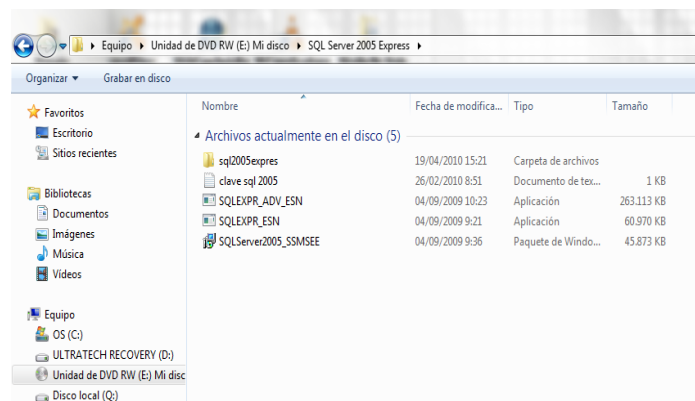 Equipo ▸ Unidad de DVD RW (E:) Mi disco ▸ SQL Server 2005 Express ▸
Organizar Grabar en disco
Nombre Fecha de modifica... Tipo Tamaño
Archivos actualmente en el disco (5)
sql2005expres 19/04/2010 15:21 Carpeta de archivos
clave sql 2005 26/02/2010 8:51 Documento de tex... 1 KB
SQLEXPR_ADV_ESN 04/09/2009 10:23 Aplicación 263.113 KB
SQLEXPR_ESN 04/09/2009 9:21 Aplicación 60.970 KB
SQLServer2005_SSMSEE 04/09/2009 9:36 Paquete de Windo... 45.873 KB
Favoritos
Escritorio
Sitios recientes
Bibliotecas
Documentos
Imágenes
Música
Vídeos
Equipo
OS (C:)
ULTRATECH RECOVERY (D:)
Unidad de DVD RW (E:) Mi disc
Disco local (Q:)